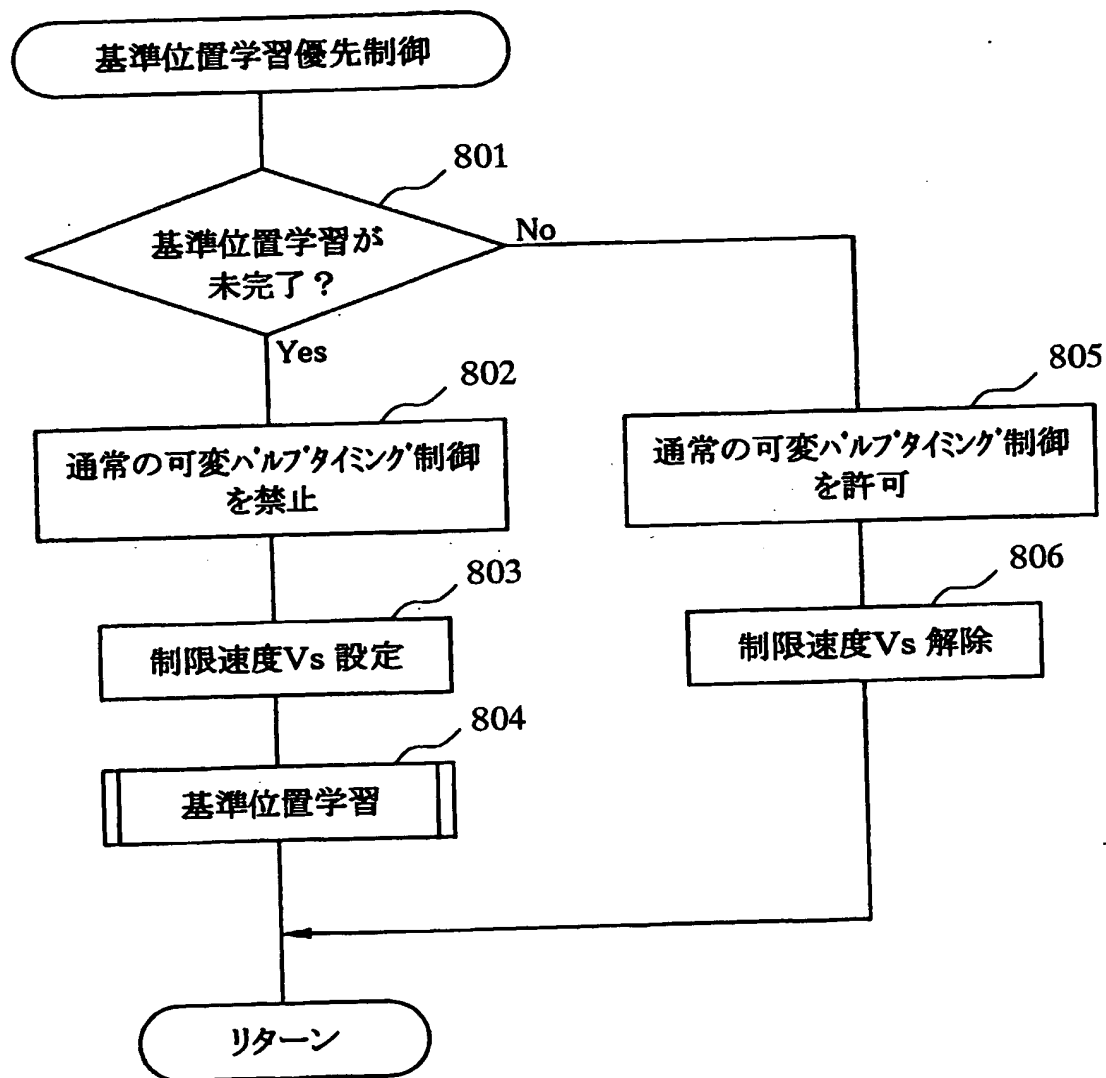 基準位置学習優先制御
801
基準位置学習が
未完了？
No
Yes
802
通常の可変ﾊﾞﾙﾌﾞﾀｲﾐﾝｸﾞ制御
を禁止
803
制限速度Vs 設定
804
基準位置学習
805
通常の可変ﾊﾞﾙﾌﾞﾀｲﾐﾝｸﾞ制御
を許可
806
制限速度Vs 解除
リターン